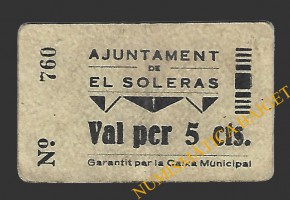 Nº 760
AJUNTAMENT
DE
EL SOLERAS
Val per 5 cts.
Garantit per la Caixa Municipal